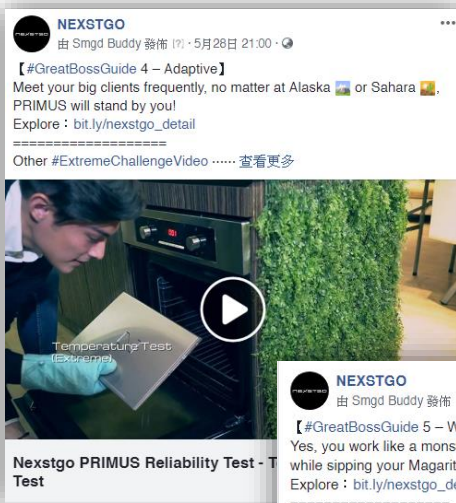 NEXSTGO
由 Smgd Buddy 發佈 [?] · 5月28日 21:00 ·
【#GreatBossGuide 4 – Adaptive】
Meet your big clients frequently, no matter at Alaska 🏔️ or Sahara 🏜️,
PRIMUS will stand by you!
Explore：bit.ly/nexstgo_detail
===================
Other #ExtremeChallengeVideo ······ 查看更多
Temperature Test
(Extreme)
Nexstgo PRIMUS Reliability Test - T
Test
NEXSTGO
由 Smgd Buddy 發佈
【#GreatBossGuide 5 – W
Yes, you work like a mons
while sipping your Magarit
Explore：bit.ly/nexstgo_de